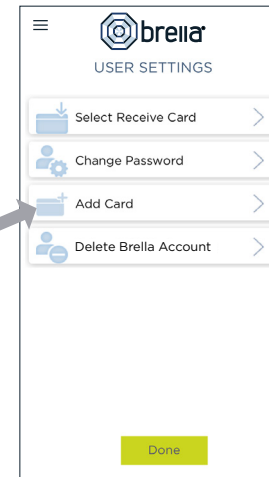 brella
USER SETTINGS
Select Receive Card
Change Password
Add Card
Delete Brella Account
Done